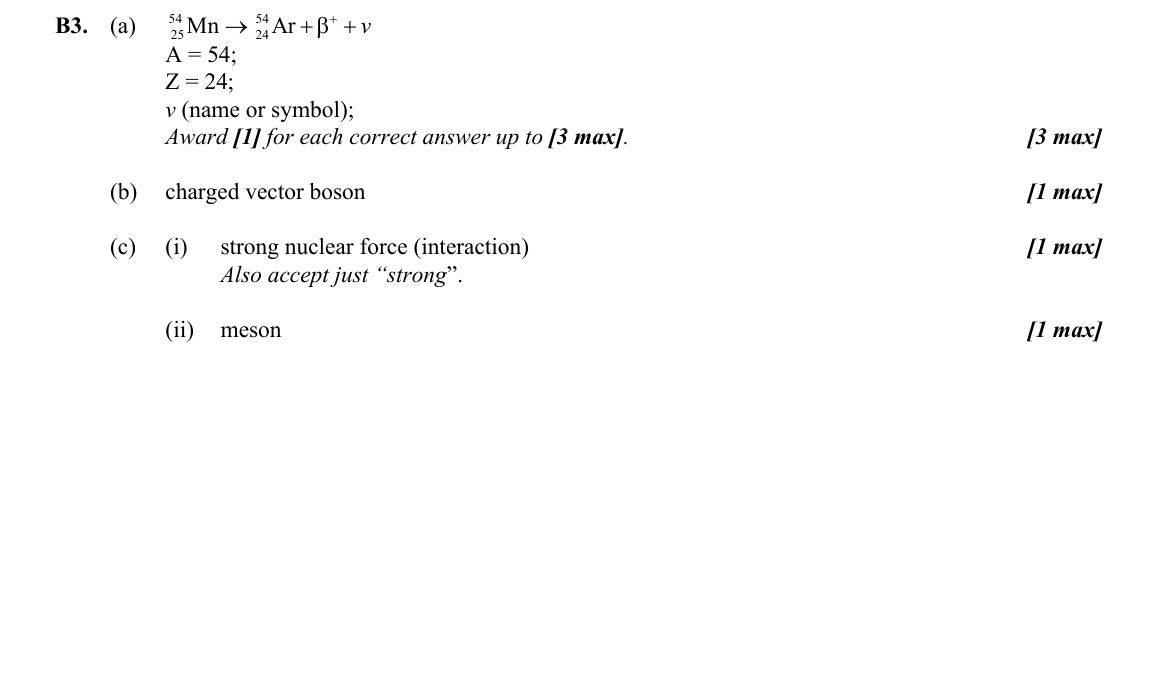 B3. (a) ⁵⁴₂₅Mn → ⁵⁴₂₄Ar + β⁺ + ν
A = 54;
Z = 24;
ν (name or symbol);
Award [1] for each correct answer up to [3 max]. [3 max]
(b) charged vector boson [1 max]
(c) (i) strong nuclear force (interaction) [1 max]
Also accept just “strong”.
(ii) meson [1 max]